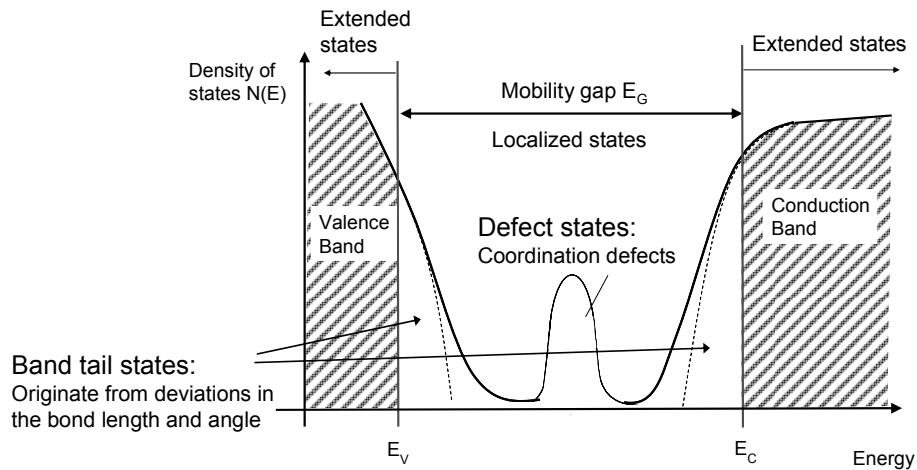 Extended
states
Extended states
Density of
states N(E)
Mobility gap E_G
Localized states
Valence
Band
Defect states:
Coordination defects
Conduction
Band
Band tail states:
Originate from deviations in
the bond length and angle
E_V
E_C
Energy